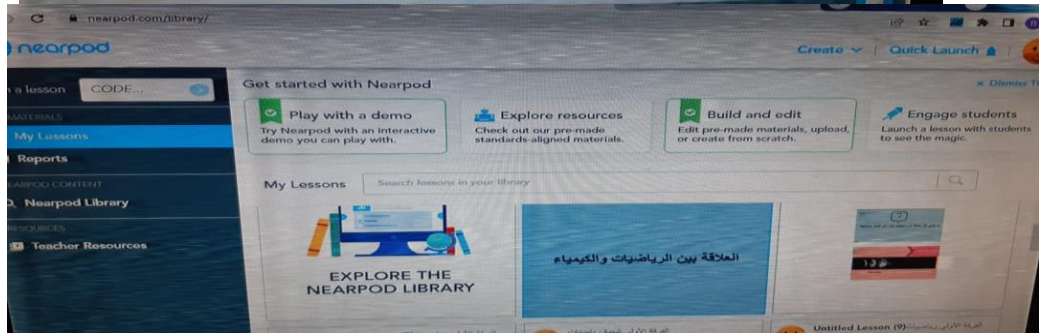 nearpod.com/library/
nearpod
Create
Quick Launch
a lesson
CODE...
MATERIALS
My Lessons
Reports
NEARPOD CONTENT
Nearpod Library
RESOURCES
Teacher Resources
Get started with Nearpod
Dismiss
Play with a demo
Try Nearpod with an interactive
demo you can play with.
Explore resources
Check out our pre-made
standards-aligned materials.
Build and edit
Edit pre-made materials, upload,
or create from scratch.
Engage students
Launch a lesson with students
to see the magic.
My Lessons
Search lessons in your library
EXPLORE THE
NEARPOD LIBRARY
العلاقة بين الرياضيات والكيمياء
Untitled Lesson (9)